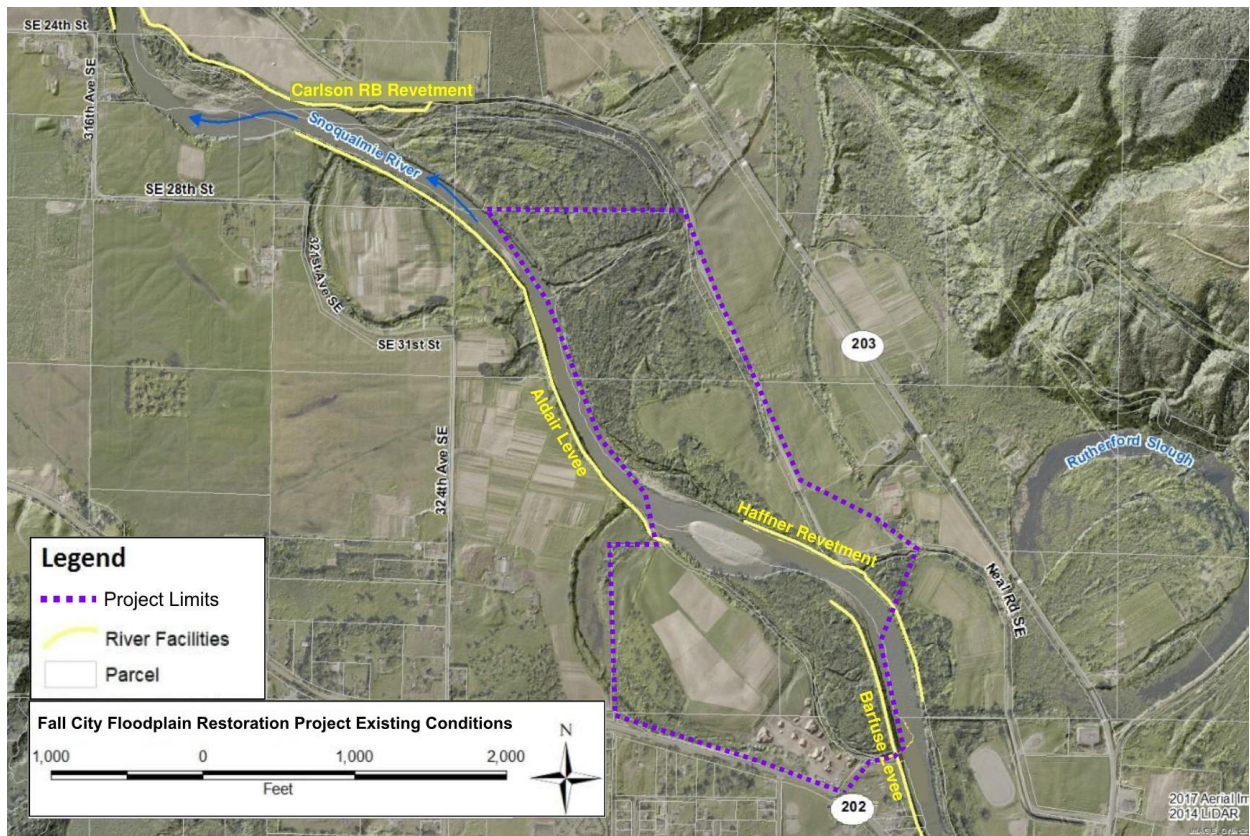 SE 24th St
316th Ave SE
Carlson RB Revetment
Snoqualmie River
SE 28th St
321st Ave SE
SE 31st St
203
Aldair Levee
324th Ave SE
Rutherford Slough
Haffner Revetment
Neal Rd SE
Barfuse Levee
202
Legend
Project Limits
River Facilities
Parcel
Fall City Floodplain Restoration Project Existing Conditions
1,000 0 1,000 2,000
Feet
N
2017 Aerial Im
2014 LiDAR